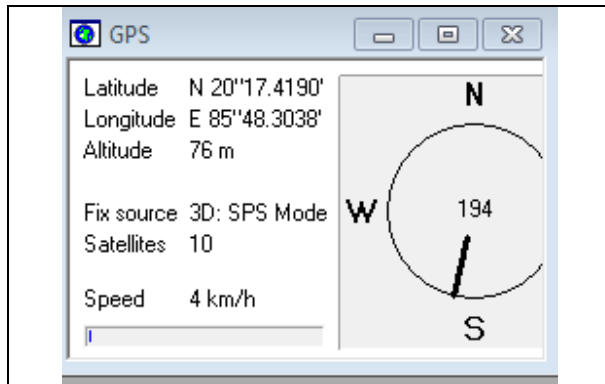 GPS
Latitude N 20''17.4190'
Longitude E 85''48.3038'
Altitude 76 m
Fix source 3D: SPS Mode
Satellites 10
Speed 4 km/h
N
W 194
S